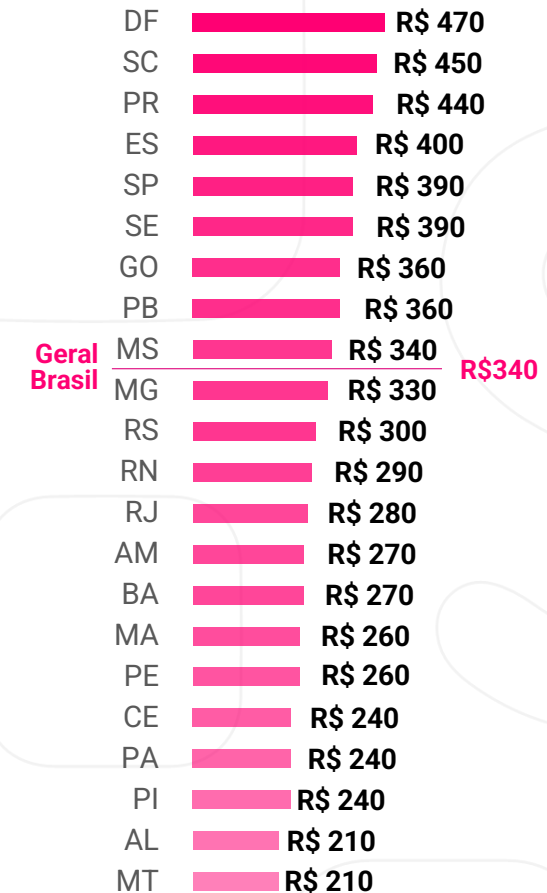 DF R$ 470
SC R$ 450
PR R$ 440
ES R$ 400
SP R$ 390
SE R$ 390
GO R$ 360
PB R$ 360
MS R$ 340
Geral
Brasil
R$340
MG R$ 330
RS R$ 300
RN R$ 290
RJ R$ 280
AM R$ 270
BA R$ 270
MA R$ 260
PE R$ 260
CE R$ 240
PA R$ 240
PI R$ 240
AL R$ 210
MT R$ 210